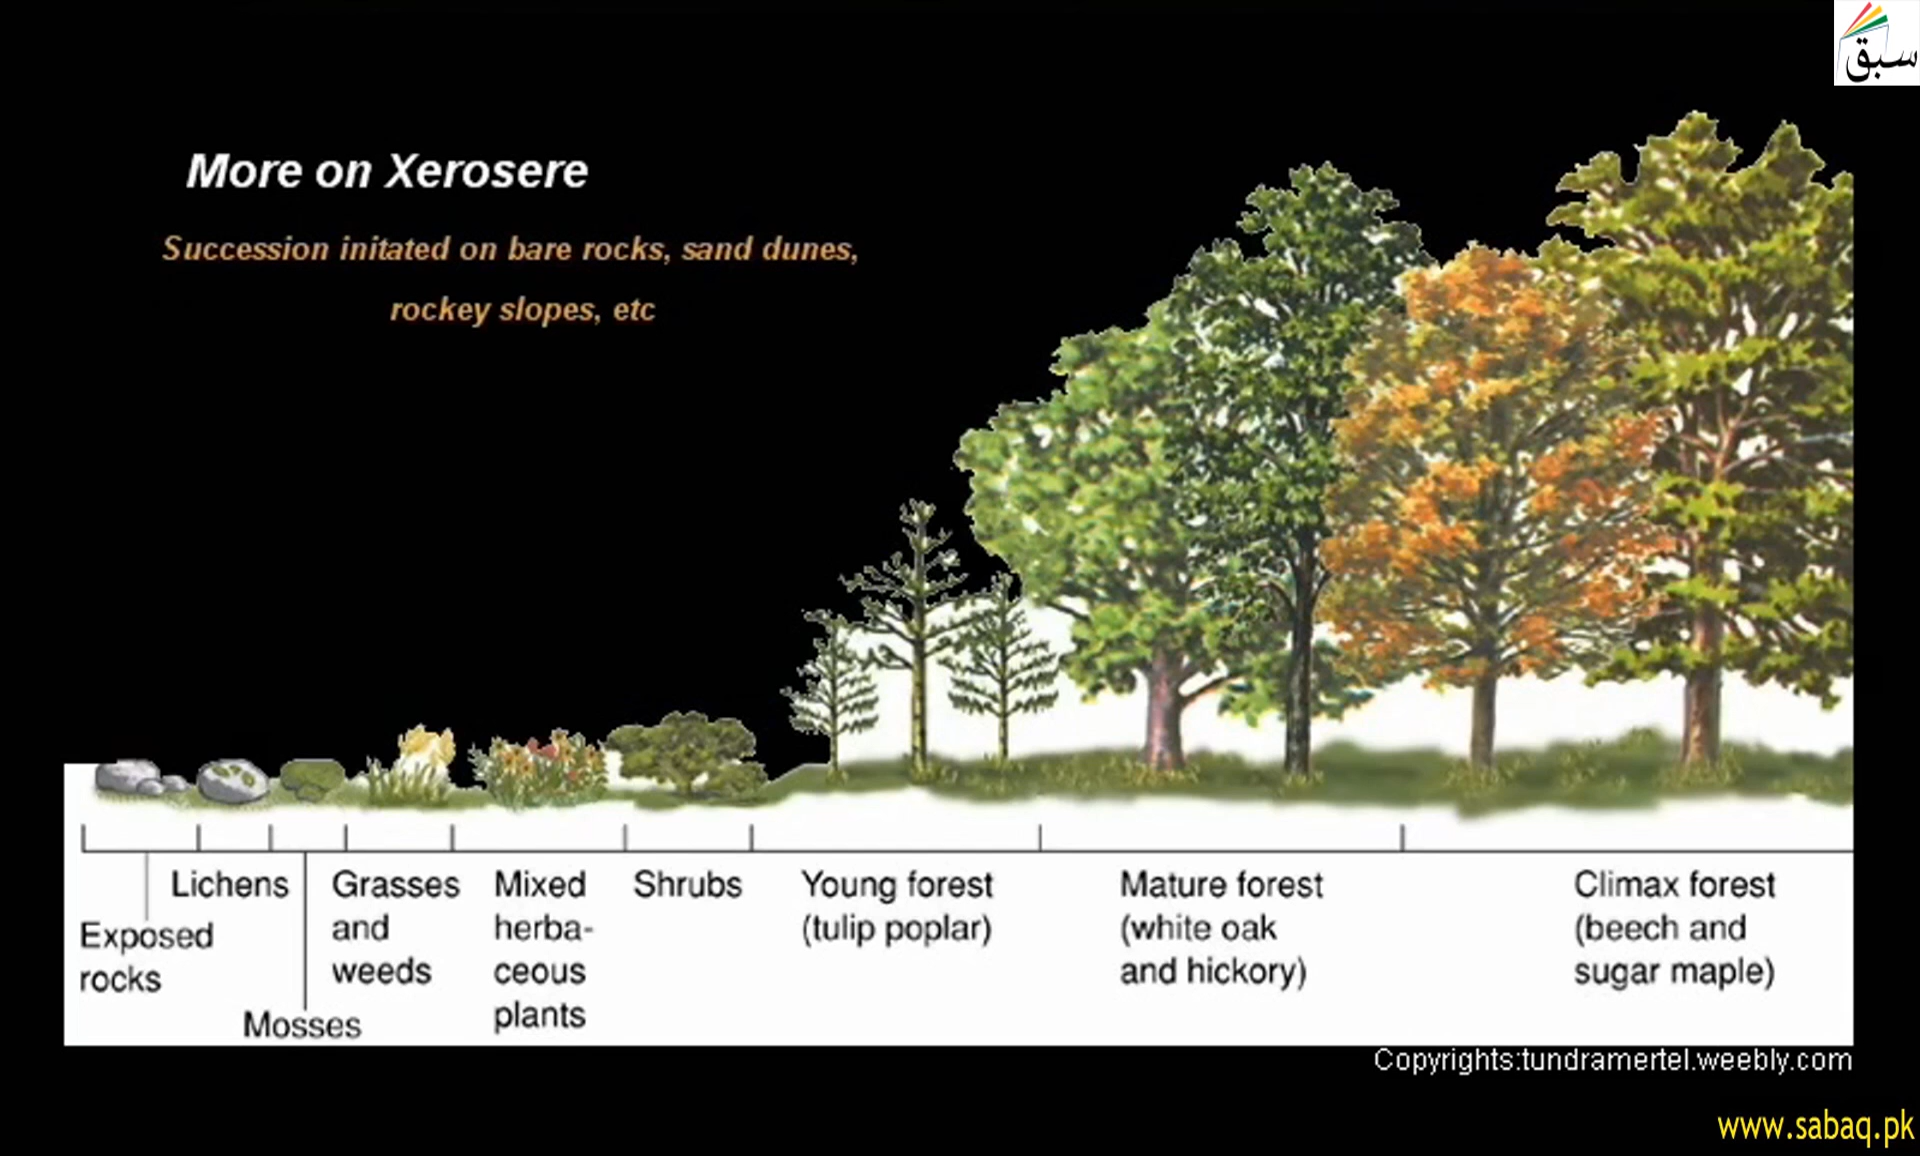 سبق
More on Xerosere
Succession initated on bare rocks, sand dunes,
rockey slopes, etc
Exposed
rocks
Lichens
Mosses
Grasses
and
weeds
Mixed
herba-
ceous
plants
Shrubs
Young forest
(tulip poplar)
Mature forest
(white oak
and hickory)
Climax forest
(beech and
sugar maple)
Copyrights:tundramertel.weebly.com
www.sabaq.pk